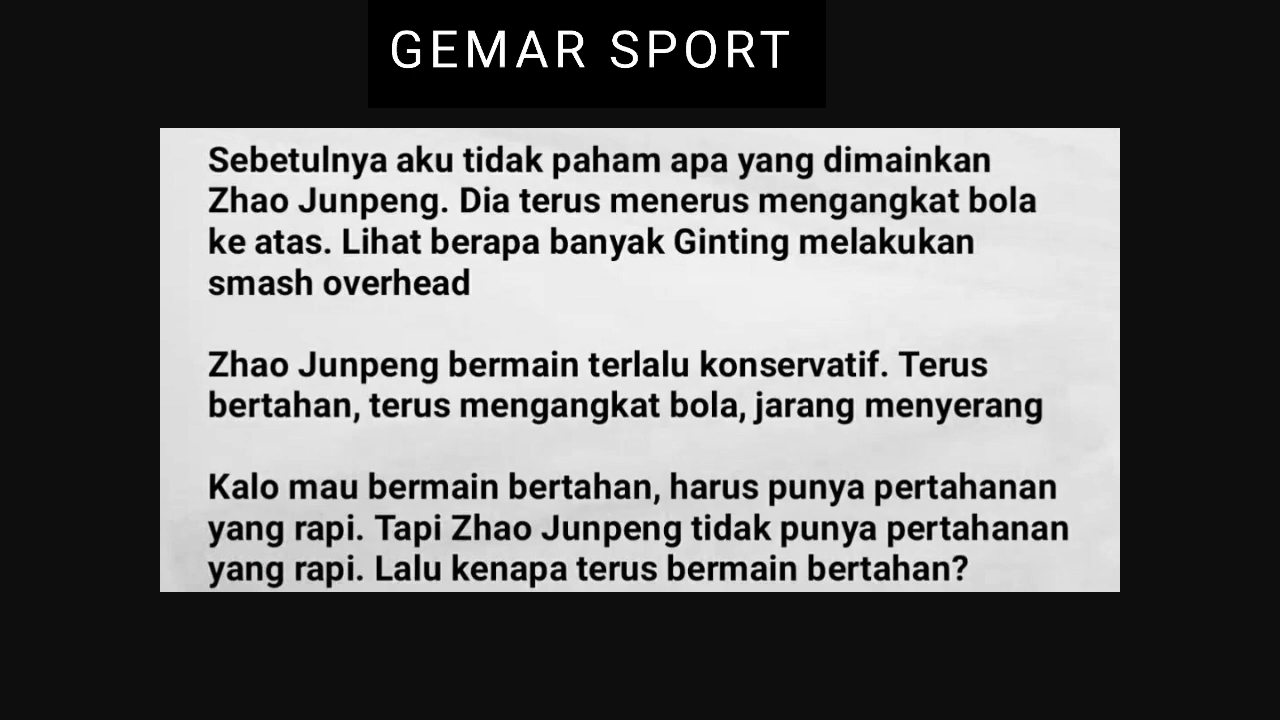 GEMAR SPORT
Sebetulnya aku tidak paham apa yang dimainkan
Zhao Junpeng. Dia terus menerus mengangkat bola
ke atas. Lihat berapa banyak Ginting melakukan
smash overhead
Zhao Junpeng bermain terlalu konservatif. Terus
bertahan, terus mengangkat bola, jarang menyerang
Kalo mau bermain bertahan, harus punya pertahanan
yang rapi. Tapi Zhao Junpeng tidak punya pertahanan
yang rapi. Lalu kenapa terus bermain bertahan?